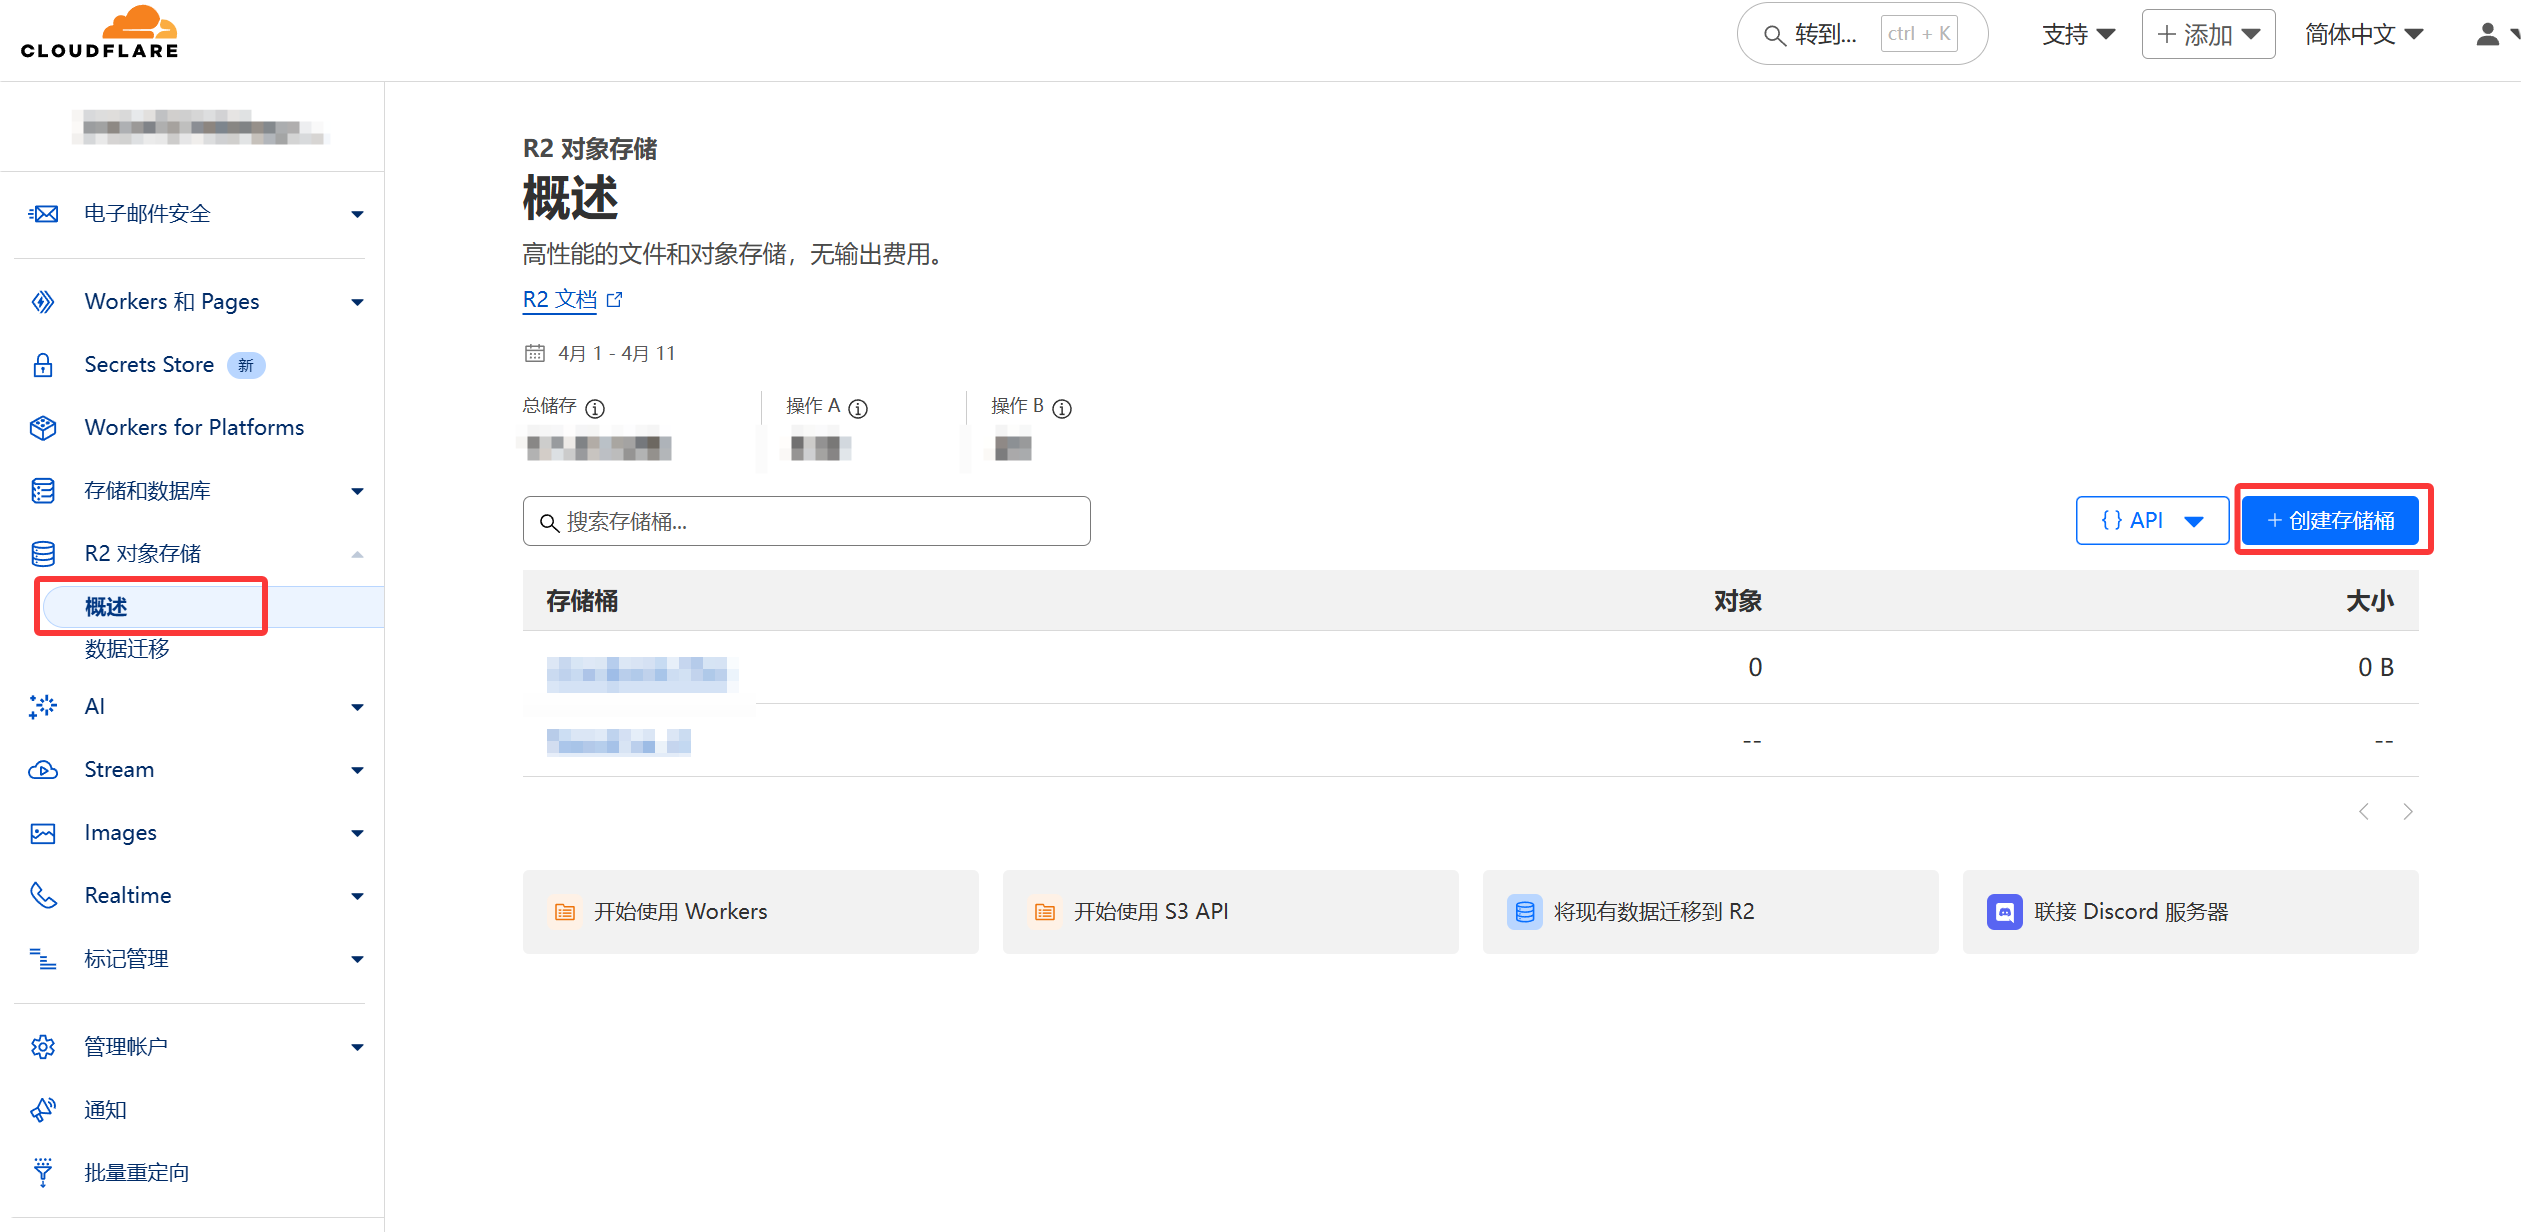 CLOUDFLARE
转到... ctrl + K
支持
添加
简体中文
电子邮件安全
Workers 和 Pages
Secrets Store 新
Workers for Platforms
存储和数据库
R2 对象存储
概述
数据迁移
AI
Stream
Images
Realtime
标记管理
管理帐户
通知
批量重定向
R2 对象存储
概述
高性能的文件和对象存储，无输出费用。
R2 文档
4月 1 - 4月 11
总储存 操作 A 操作 B
搜索存储桶...
{} API
+ 创建存储桶
存储桶 对象 大小
0 0 B
-- --
开始使用 Workers
开始使用 S3 API
将现有数据迁移到 R2
联接 Discord 服务器